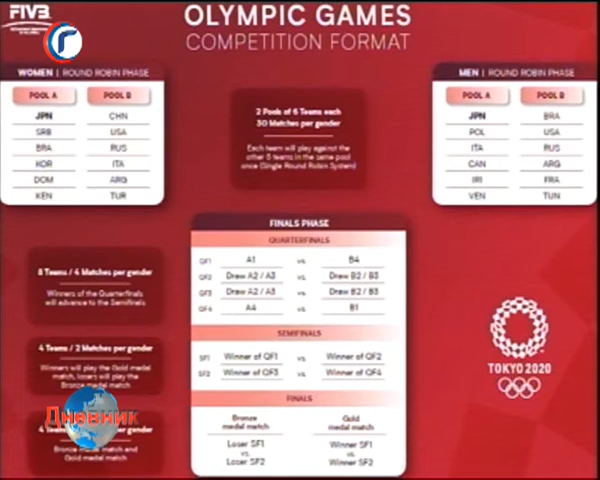 FIVB
OLYMPIC GAMES
COMPETITION FORMAT
WOMEN | ROUND ROBIN PHASE
POOL A POOL B
JPN CHN
SRB USA
BRA RUS
KOR ITA
DOM ARG
KEN TUR
2 Pools of 6 Teams each
30 Matches per gender
Each team will play against the
other 5 teams in the same pool
once (Single Round Robin System)
MEN | ROUND ROBIN PHASE
POOL A POOL B
JPN BRA
POL USA
ITA RUS
CAN ARG
IRI FRA
VEN TUN
FINALS PHASE
QUARTERFINALS
QF1 A1 vs. B4
QF2 Draw A2 / A3 vs. Draw B2 / B3
QF3 Draw A2 / A3 vs. Draw B2 / B3
QF4 A4 vs. B1
SEMIFINALS
SF1 Winner of QF1 vs. Winner of QF2
SF2 Winner of QF3 vs. Winner of QF4
FINALS
Bronze
medal match
Loser SF1
vs.
Loser SF2
Gold
medal match
Winner SF1
vs.
Winner SF2
8 Teams / 4 Matches per gender
Winners of the Quarterfinals
will advance to the Semifinals
4 Teams / 2 Matches per gender
Winners will play the Gold medal
match, losers will play the
Bronze medal match
Дневник
4 gender
Bronze match and
Gold medal match
TOKYO 2020